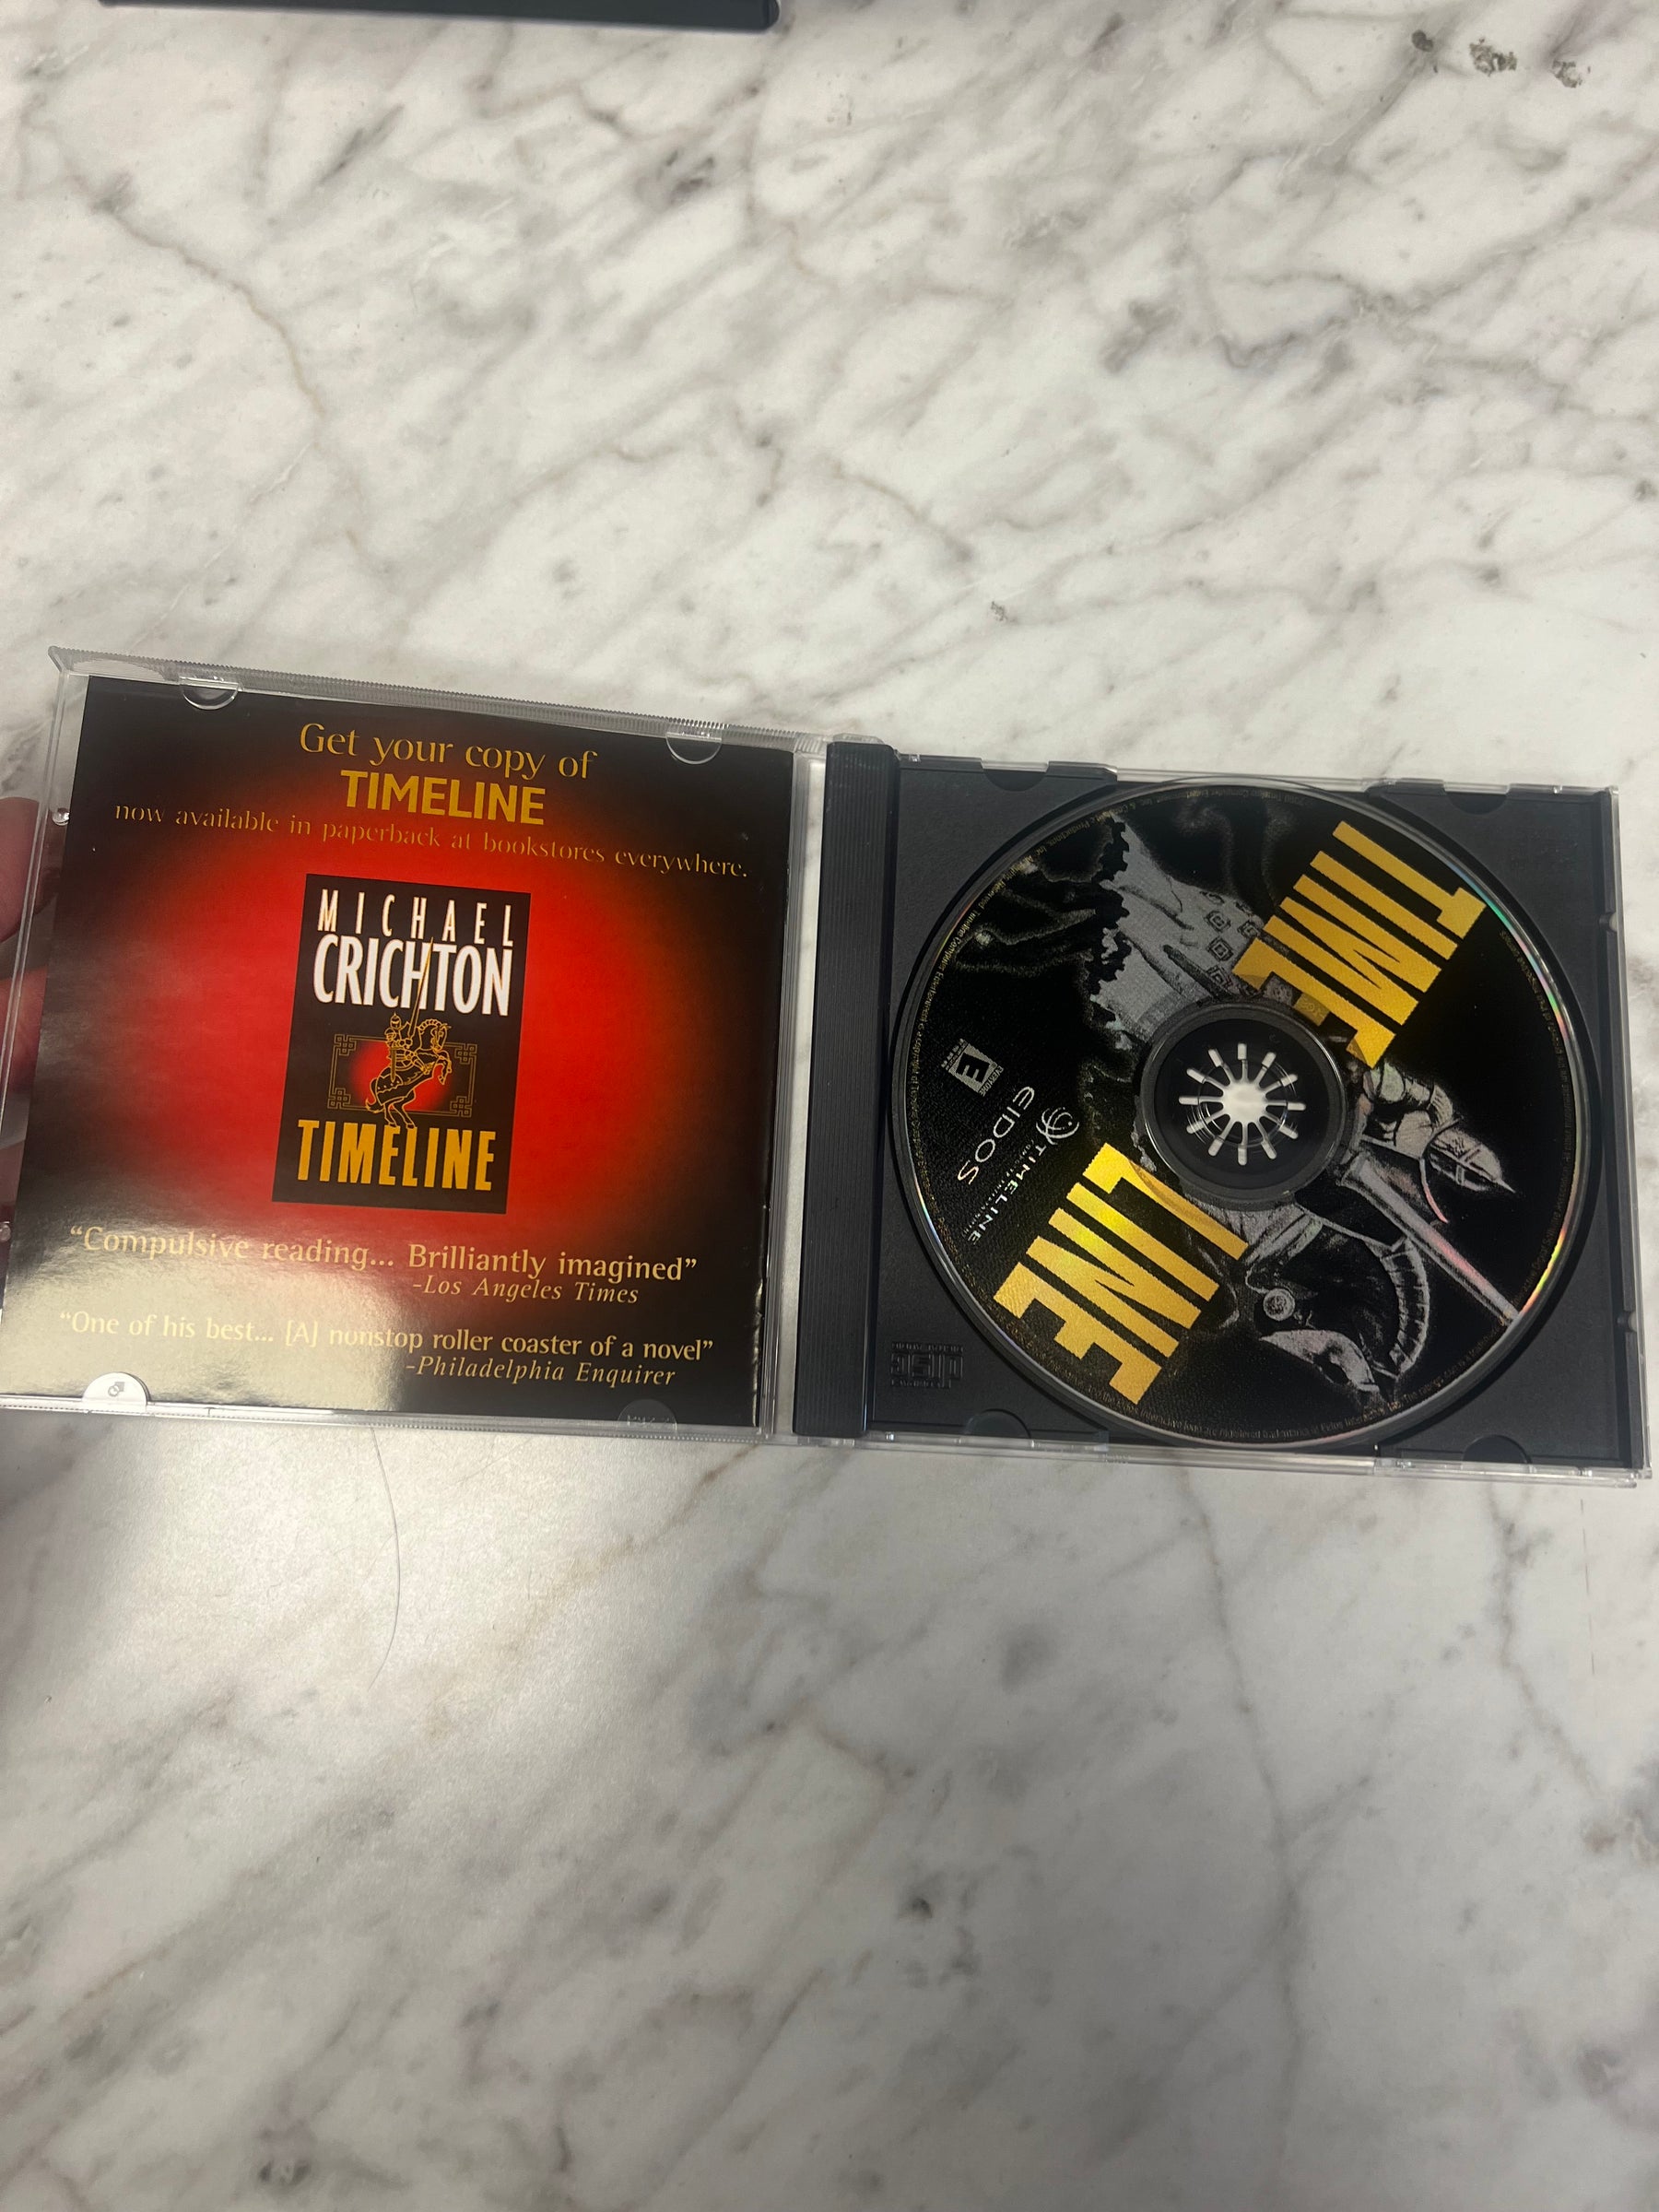 Get your copy of
TIMELINE
now available in paperback at bookstores everywhere.
MICHAEL
CRICHTON
TIMELINE
“Compulsive reading... Brilliantly imagined”
-Los Angeles Times
“One of his best... [A] nonstop roller coaster of a novel”
-Philadelphia Enquirer
TIME
LINE
EVERYONE
E
EIDOS
TIMELINE